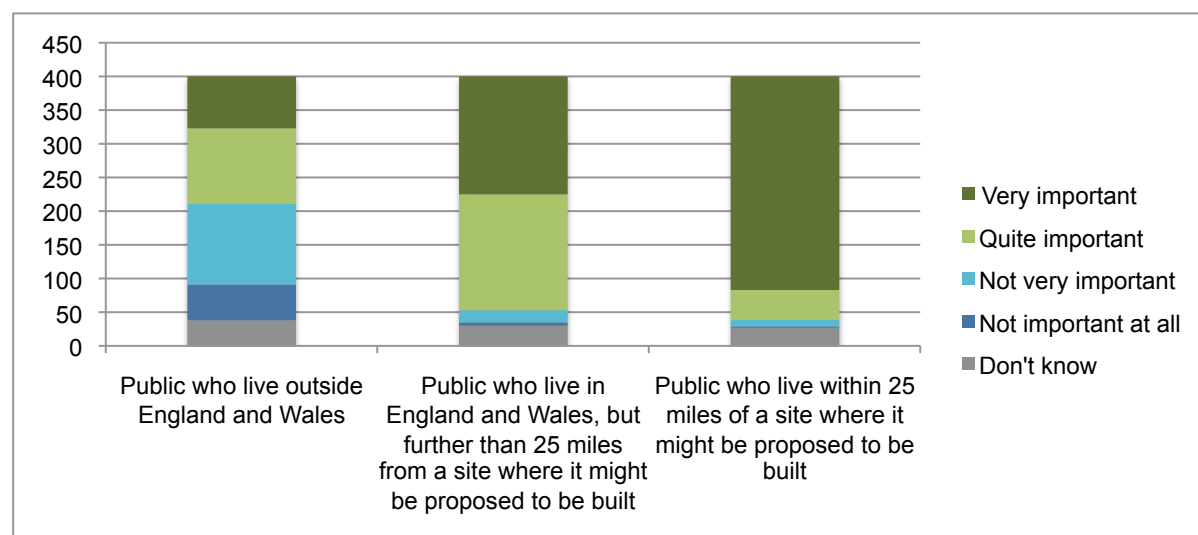 450
400
350
300
250
200
150
100
50
0
Public who live outside
England and Wales
Public who live in
England and Wales, but
further than 25 miles
from a site where it might
be proposed to be built
Public who live within 25
miles of a site where it
might be proposed to be
built
Very important
Quite important
Not very important
Not important at all
Don't know